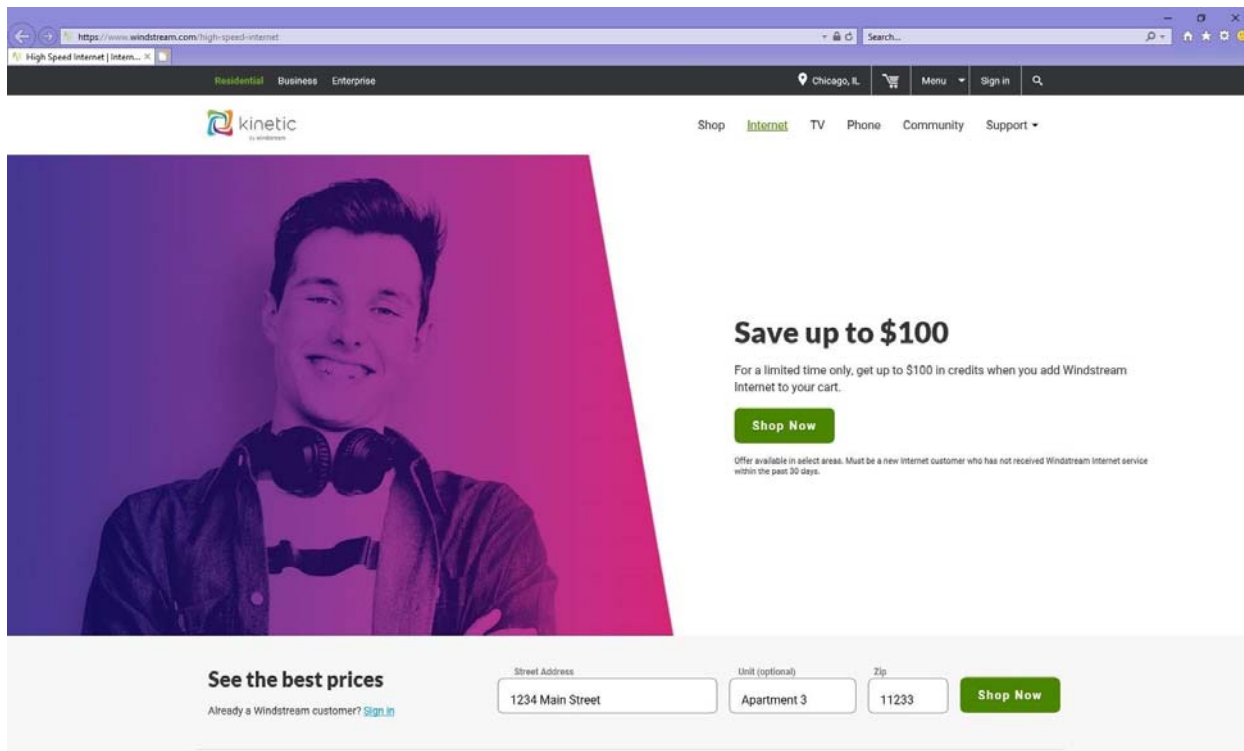 https://www.windstream.com/high-speed-internet
Search...
High Speed Internet | Intern...
Residential Business Enterprise
Chicago, IL Menu Sign in
kinetic
by windstream
Shop Internet TV Phone Community Support
Save up to $100
For a limited time only, get up to $100 in credits when you add Windstream
Internet to your cart.
Shop Now
Offer available in select areas. Must be a new Internet customer who has not received Windstream Internet service
within the past 30 days.
See the best prices
Already a Windstream customer? Sign in
Street Address Unit (optional) Zip
1234 Main Street Apartment 3 11233
Shop Now